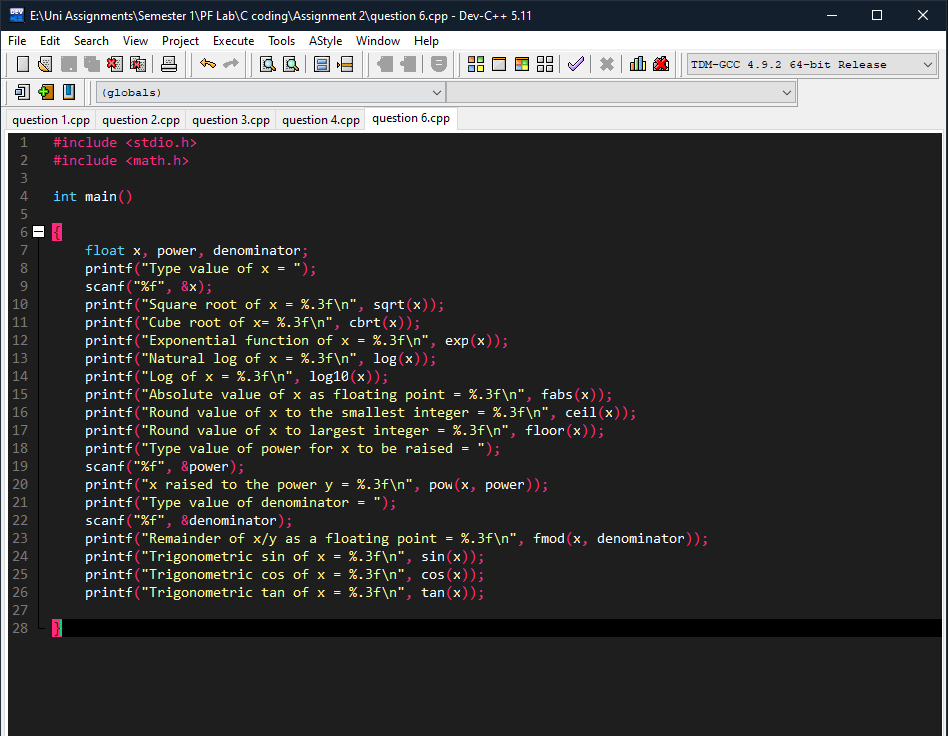 E:\Uni Assignments\Semester 1\PF Lab\C coding\Assignment 2\question 6.cpp - Dev-C++ 5.11
File Edit Search View Project Execute Tools AStyle Window Help
TDM-GCC 4.9.2 64-bit Release
(globals)
question 1.cpp question 2.cpp question 3.cpp question 4.cpp question 6.cpp
1 #include <stdio.h>
2 #include <math.h>
3
4 int main()
5
6 {
7 float x, power, denominator;
8 printf("Type value of x = ");
9 scanf("%f", &x);
10 printf("Square root of x = %.3f\n", sqrt(x));
11 printf("Cube root of x= %.3f\n", cbrt(x));
12 printf("Exponential function of x = %.3f\n", exp(x));
13 printf("Natural log of x = %.3f\n", log(x));
14 printf("Log of x = %.3f\n", log10(x));
15 printf("Absolute value of x as floating point = %.3f\n", fabs(x));
16 printf("Round value of x to the smallest integer = %.3f\n", ceil(x));
17 printf("Round value of x to largest integer = %.3f\n", floor(x));
18 printf("Type value of power for x to be raised = ");
19 scanf("%f", &power);
20 printf("x raised to the power y = %.3f\n", pow(x, power));
21 printf("Type value of denominator = ");
22 scanf("%f", &denominator);
23 printf("Remainder of x/y as a floating point = %.3f\n", fmod(x, denominator));
24 printf("Trigonometric sin of x = %.3f\n", sin(x));
25 printf("Trigonometric cos of x = %.3f\n", cos(x));
26 printf("Trigonometric tan of x = %.3f\n", tan(x));
27
28 }